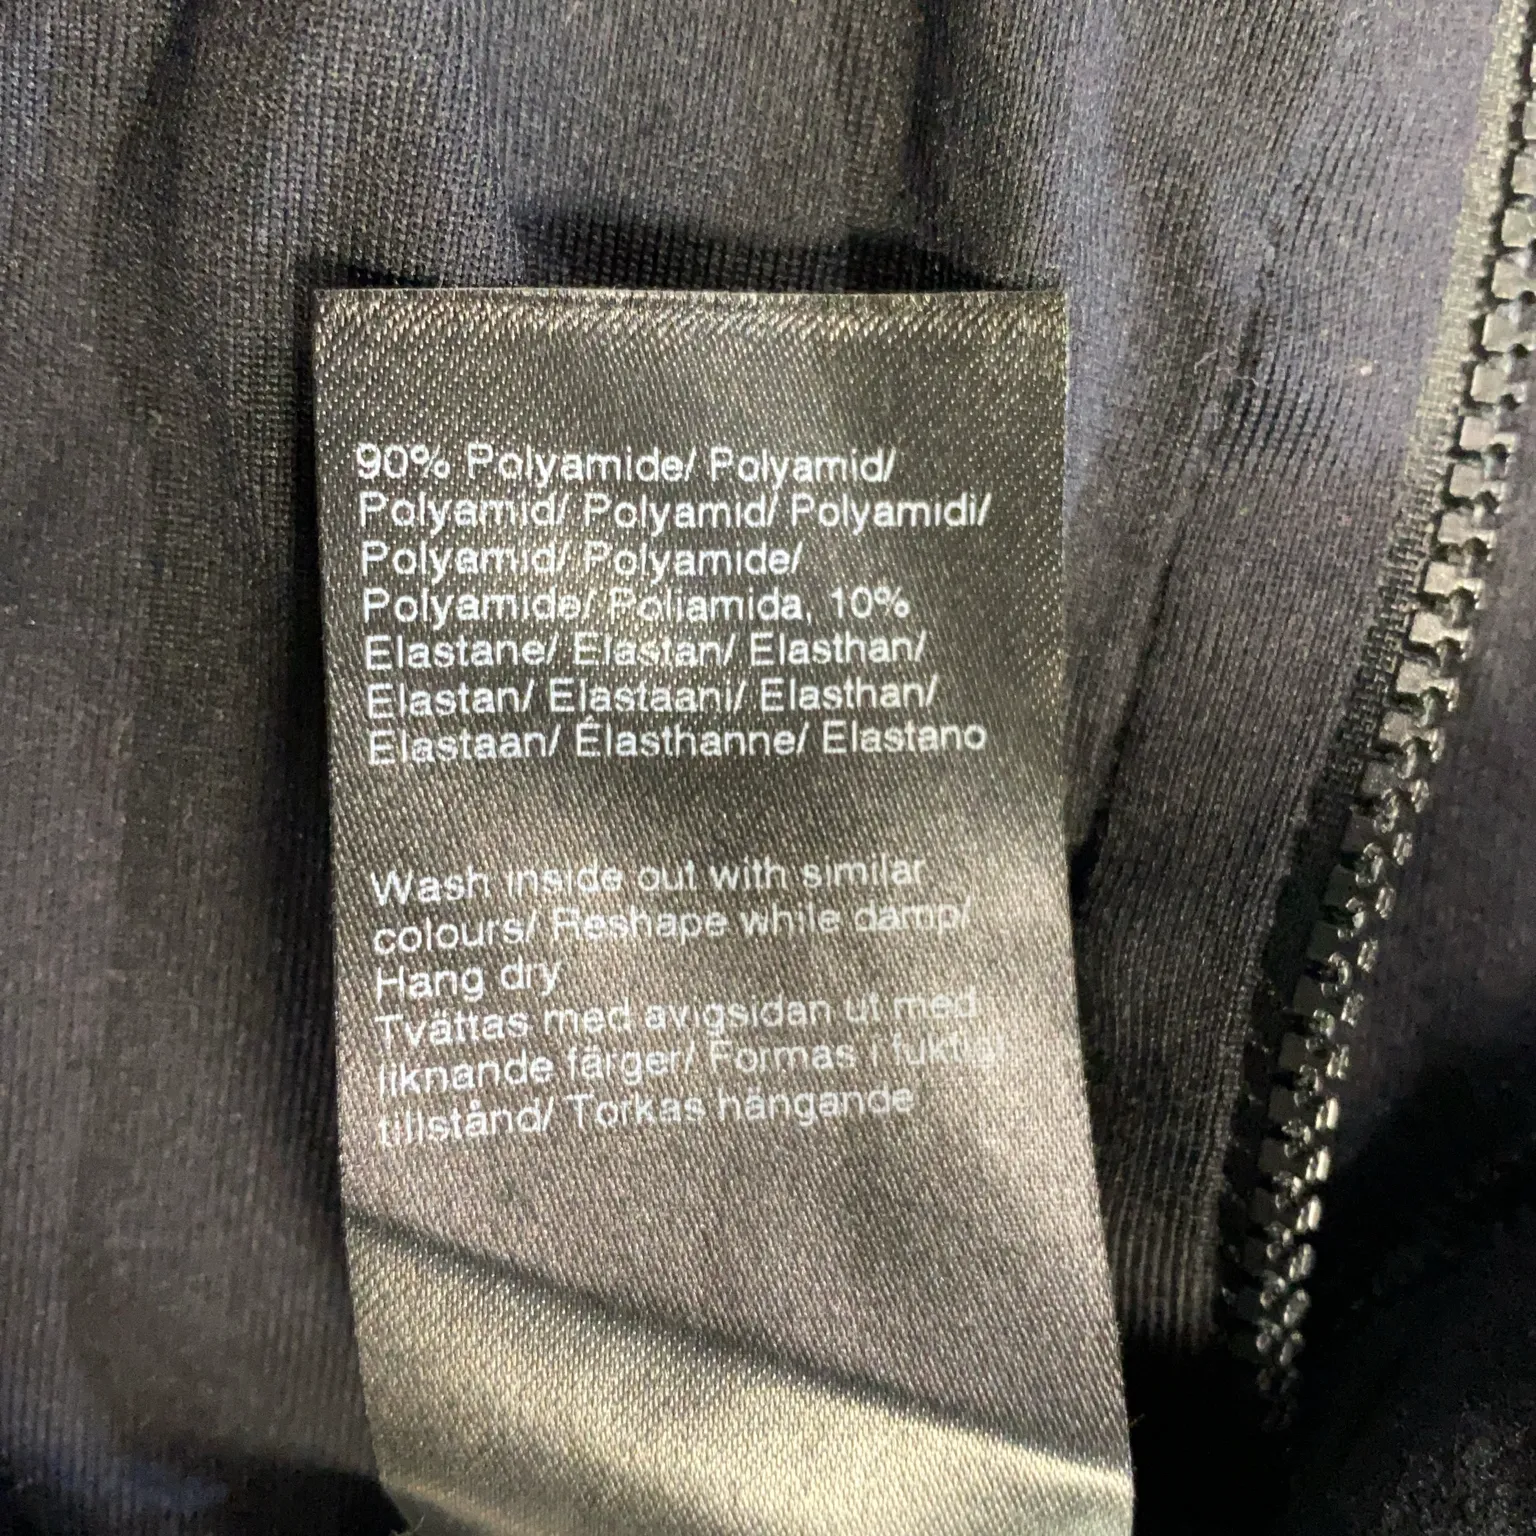 90% Polyamide/ Polyamid/
Polyamid/ Polyamid/ Polyamidi/
Polyamid/ Polyamide/
Polyamide/ Poliamida, 10%
Elastane/ Elastan/ Elasthan/
Elastan/ Elastaani/ Elasthan/
Elastaan/ Élasthanne/ Elastano
Wash inside out with similar
colours/ Reshape while damp/
Hang dry
Tvättas med avigsidan ut med
liknande färger/ Formas i
tillstånd/ Torkas hängande